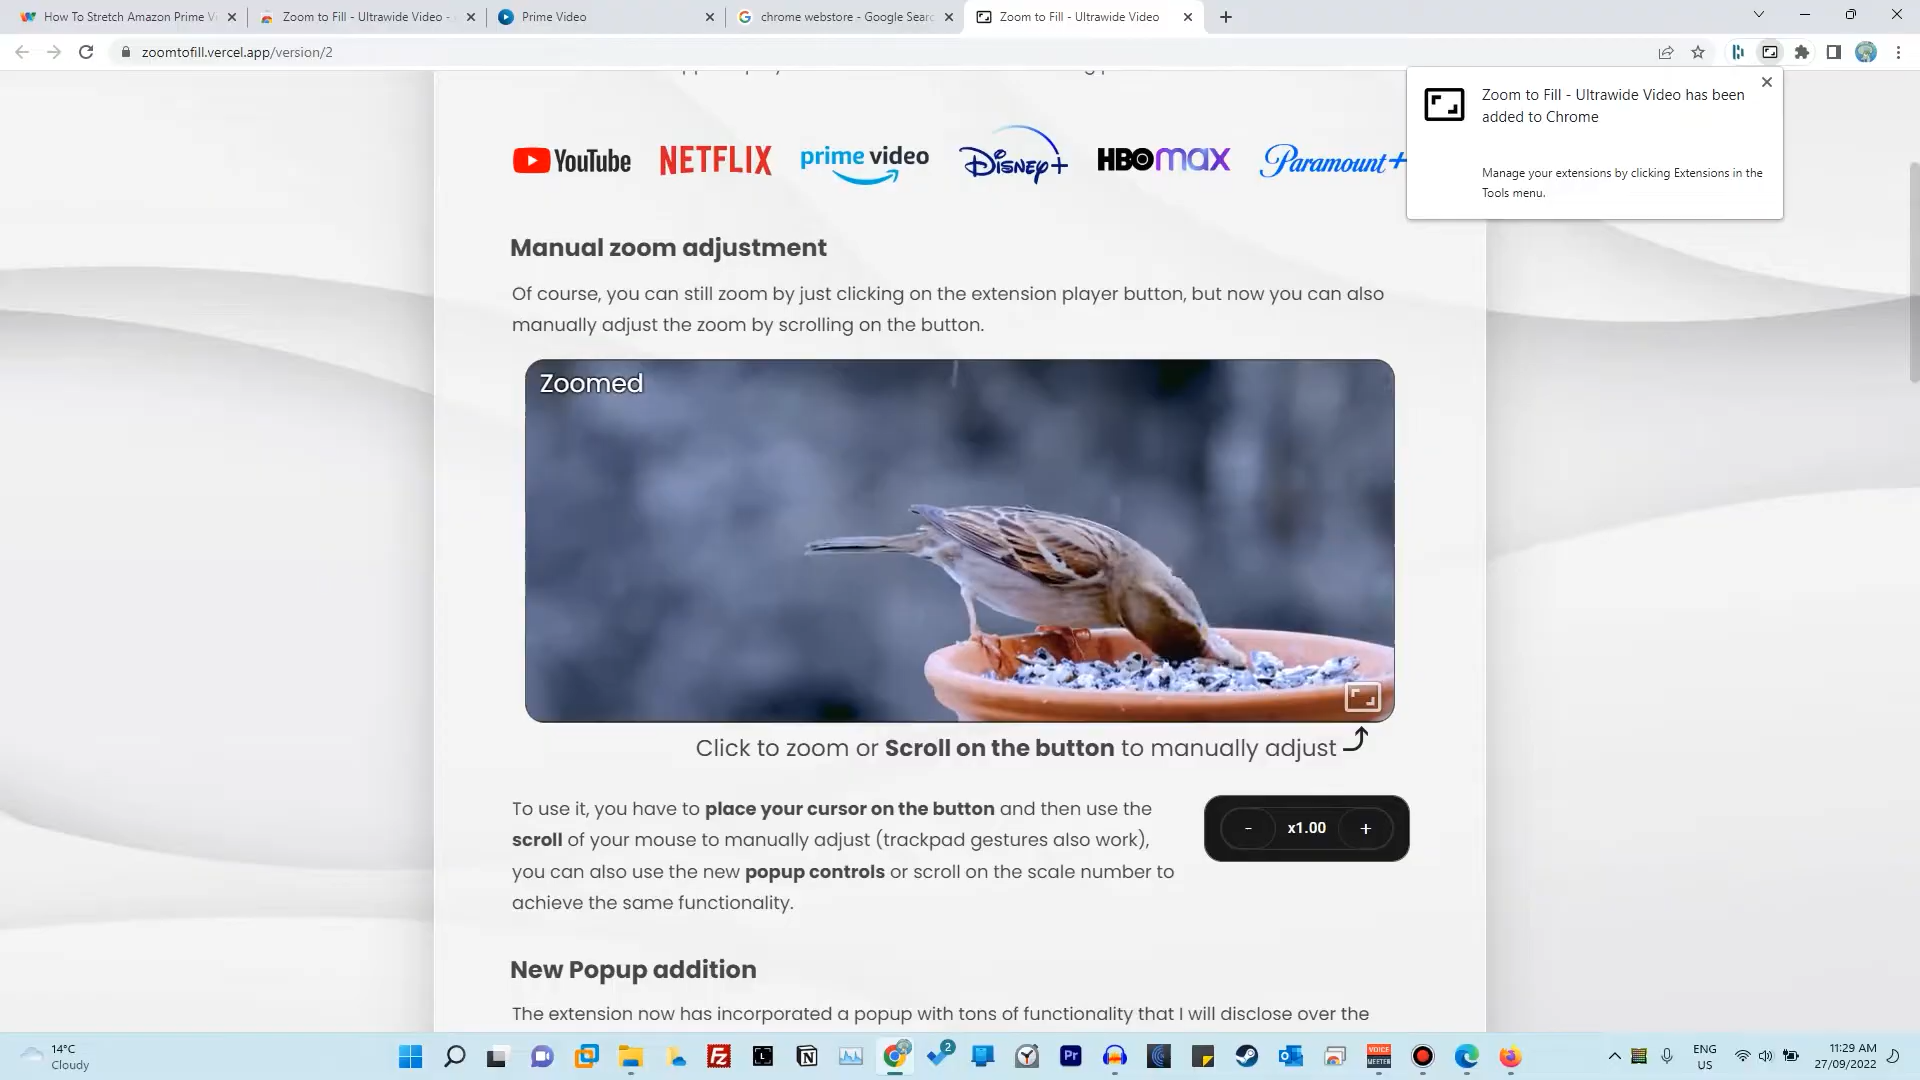 How To Stretch Amazon Prime V
Zoom to Fill - Ultrawide Video -
Prime Video
chrome webstore - Google Searc
Zoom to Fill - Ultrawide Video
zoomtofill.vercel.app/version/2
Zoom to Fill - Ultrawide Video has been
added to Chrome
Manage your extensions by clicking Extensions in the
Tools menu.
YouTube NETFLIX prime video Disney+ HBOmax Paramount+
Manual zoom adjustment
Of course, you can still zoom by just clicking on the extension player button, but now you can also
manually adjust the zoom by scrolling on the button.
Zoomed
Click to zoom or Scroll on the button to manually adjust
To use it, you have to place your cursor on the button and then use the
scroll of your mouse to manually adjust (trackpad gestures also work),
you can also use the new popup controls or scroll on the scale number to
achieve the same functionality.
- x1.00 +
New Popup addition
The extension now has incorporated a popup with tons of functionality that I will disclose over the
14°C
Cloudy
2
Pr
VOICE
MEETER
ENG
US
11:29 AM
27/09/2022